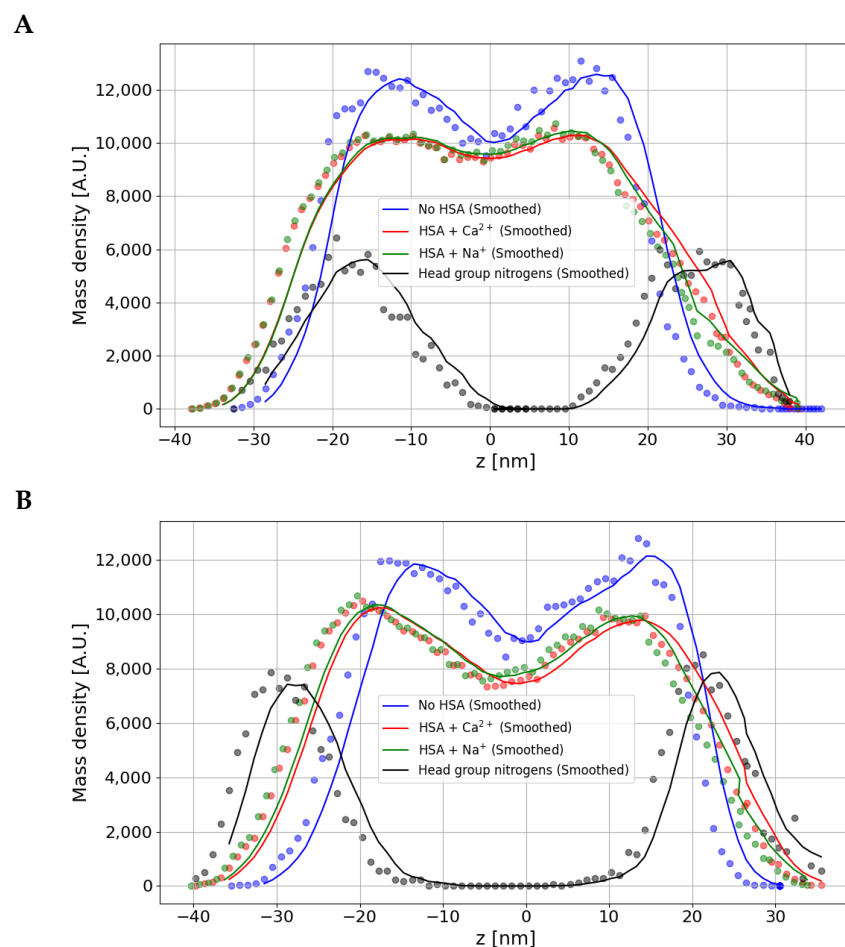 A
12,000
10,000
8,000
6,000
4,000
2,000
0
Mass density [A.U.]
No HSA (Smoothed)
HSA + Ca²⁺ (Smoothed)
HSA + Na⁺ (Smoothed)
Head group nitrogens (Smoothed)
−40 −30 −20 −10 0 10 20 30 40
z [nm]
B
12,000
10,000
8,000
6,000
4,000
2,000
0
Mass density [A.U.]
No HSA (Smoothed)
HSA + Ca²⁺ (Smoothed)
HSA + Na⁺ (Smoothed)
Head group nitrogens (Smoothed)
−40 −30 −20 −10 0 10 20 30
z [nm]